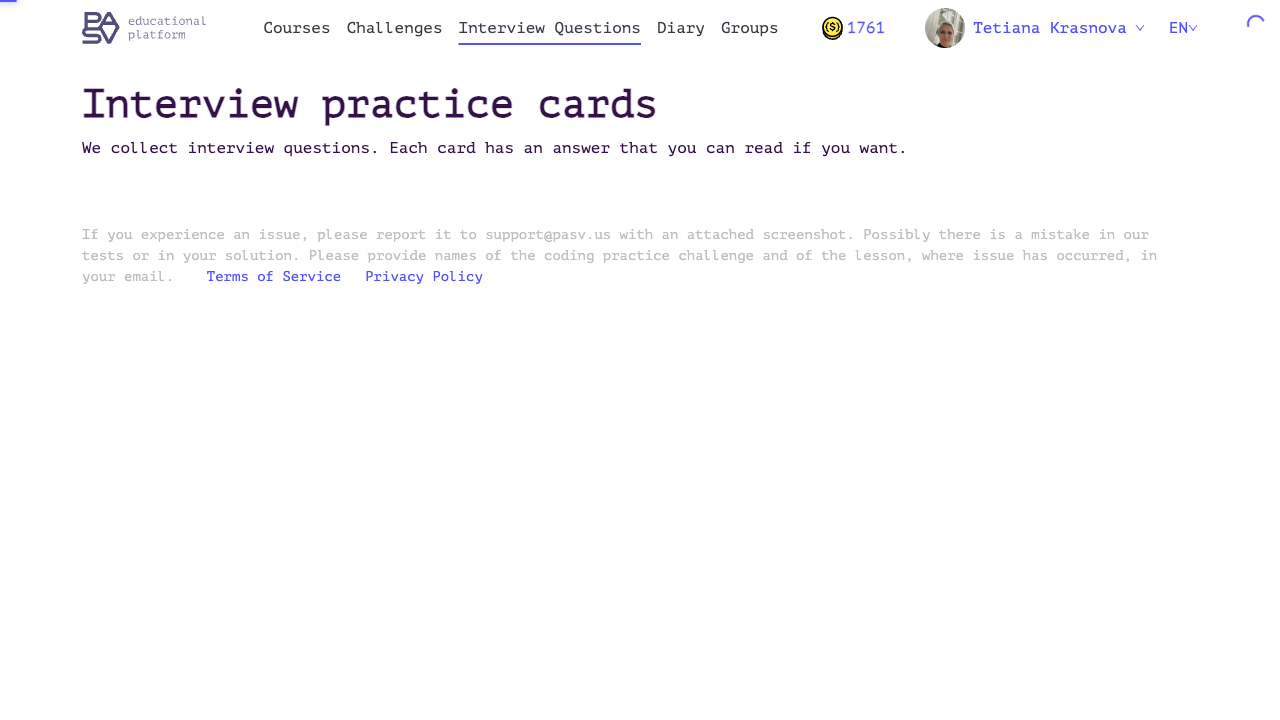 PASV educational
platform
Courses Challenges Interview Questions Diary Groups ($) 1761 Tetiana Krasnova EN
Interview practice cards
We collect interview questions. Each card has an answer that you can read if you want.
If you experience an issue, please report it to support@pasv.us with an attached screenshot. Possibly there is a mistake in our
tests or in your solution. Please provide names of the coding practice challenge and of the lesson, where issue has occurred, in
your email. Terms of Service Privacy Policy